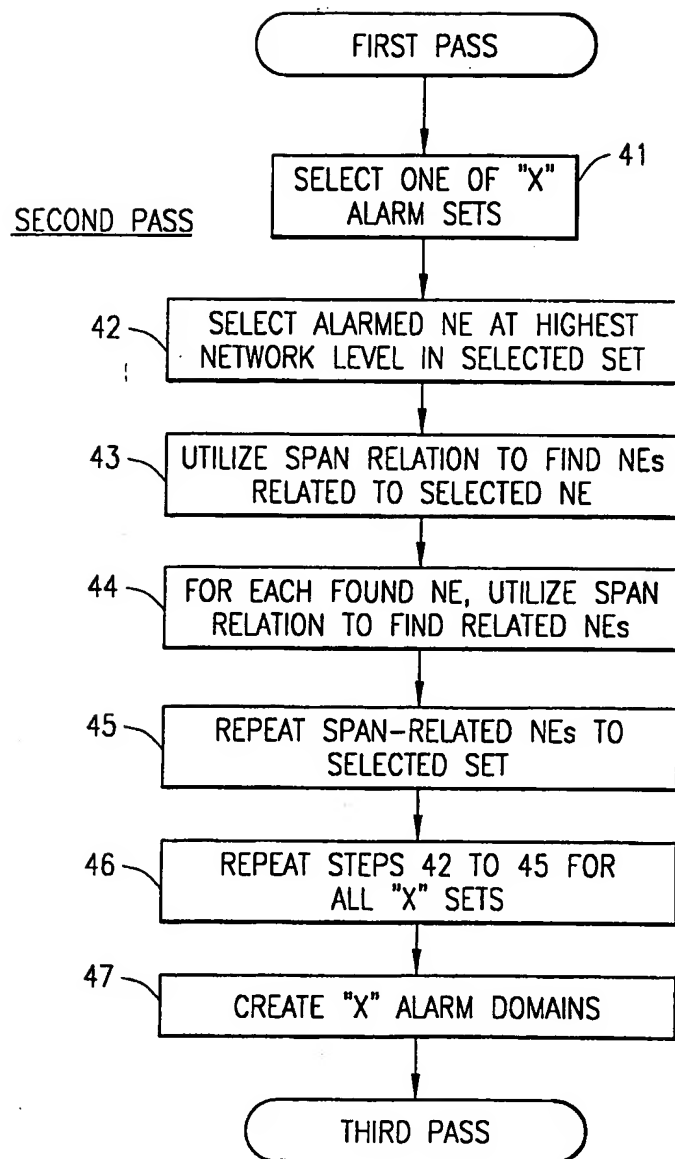 FIRST PASS
41
SELECT ONE OF "X"
ALARM SETS
SECOND PASS
42
SELECT ALARMED NE AT HIGHEST
NETWORK LEVEL IN SELECTED SET
43
UTILIZE SPAN RELATION TO FIND NEs
RELATED TO SELECTED NE
44
FOR EACH FOUND NE, UTILIZE SPAN
RELATION TO FIND RELATED NEs
45
REPEAT SPAN-RELATED NEs TO
SELECTED SET
46
REPEAT STEPS 42 TO 45 FOR
ALL "X" SETS
47
CREATE "X" ALARM DOMAINS
THIRD PASS